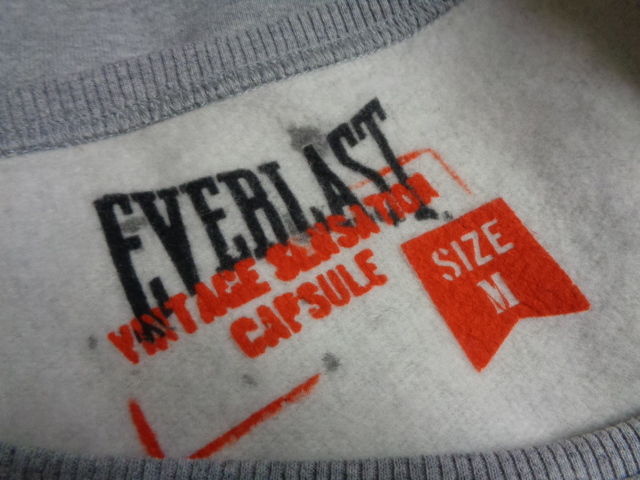 EVERLAST
VINTAGE SENSATION
CAPSULE
SIZE
M